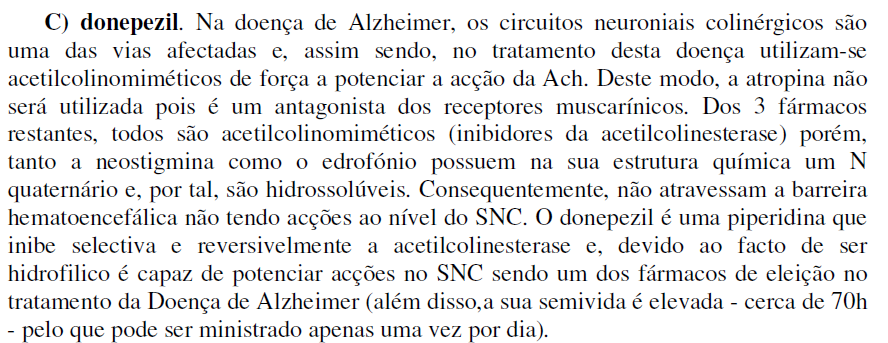 C) donepezil. Na doença de Alzheimer, os circuitos neuroniais colinérgicos são
uma das vias afectadas e, assim sendo, no tratamento desta doença utilizam-se
acetilcolinomiméticos de força a potenciar a acção da Ach. Deste modo, a atropina não
será utilizada pois é um antagonista dos receptores muscarínicos. Dos 3 fármacos
restantes, todos são acetilcolinomiméticos (inibidores da acetilcolinesterase) porém,
tanto a neostigmina como o edrofónio possuem na sua estrutura química um N
quaternário e, por tal, são hidrossolúveis. Consequentemente, não atravessam a barreira
hematoencefálica não tendo acções ao nível do SNC. O donepezil é uma piperidina que
inibe selectiva e reversivelmente a acetilcolinesterase e, devido ao facto de ser
hidrofilico é capaz de potenciar acções no SNC sendo um dos fármacos de eleição no
tratamento da Doença de Alzheimer (além disso,a sua semivida é elevada - cerca de 70h
- pelo que pode ser ministrado apenas uma vez por dia).